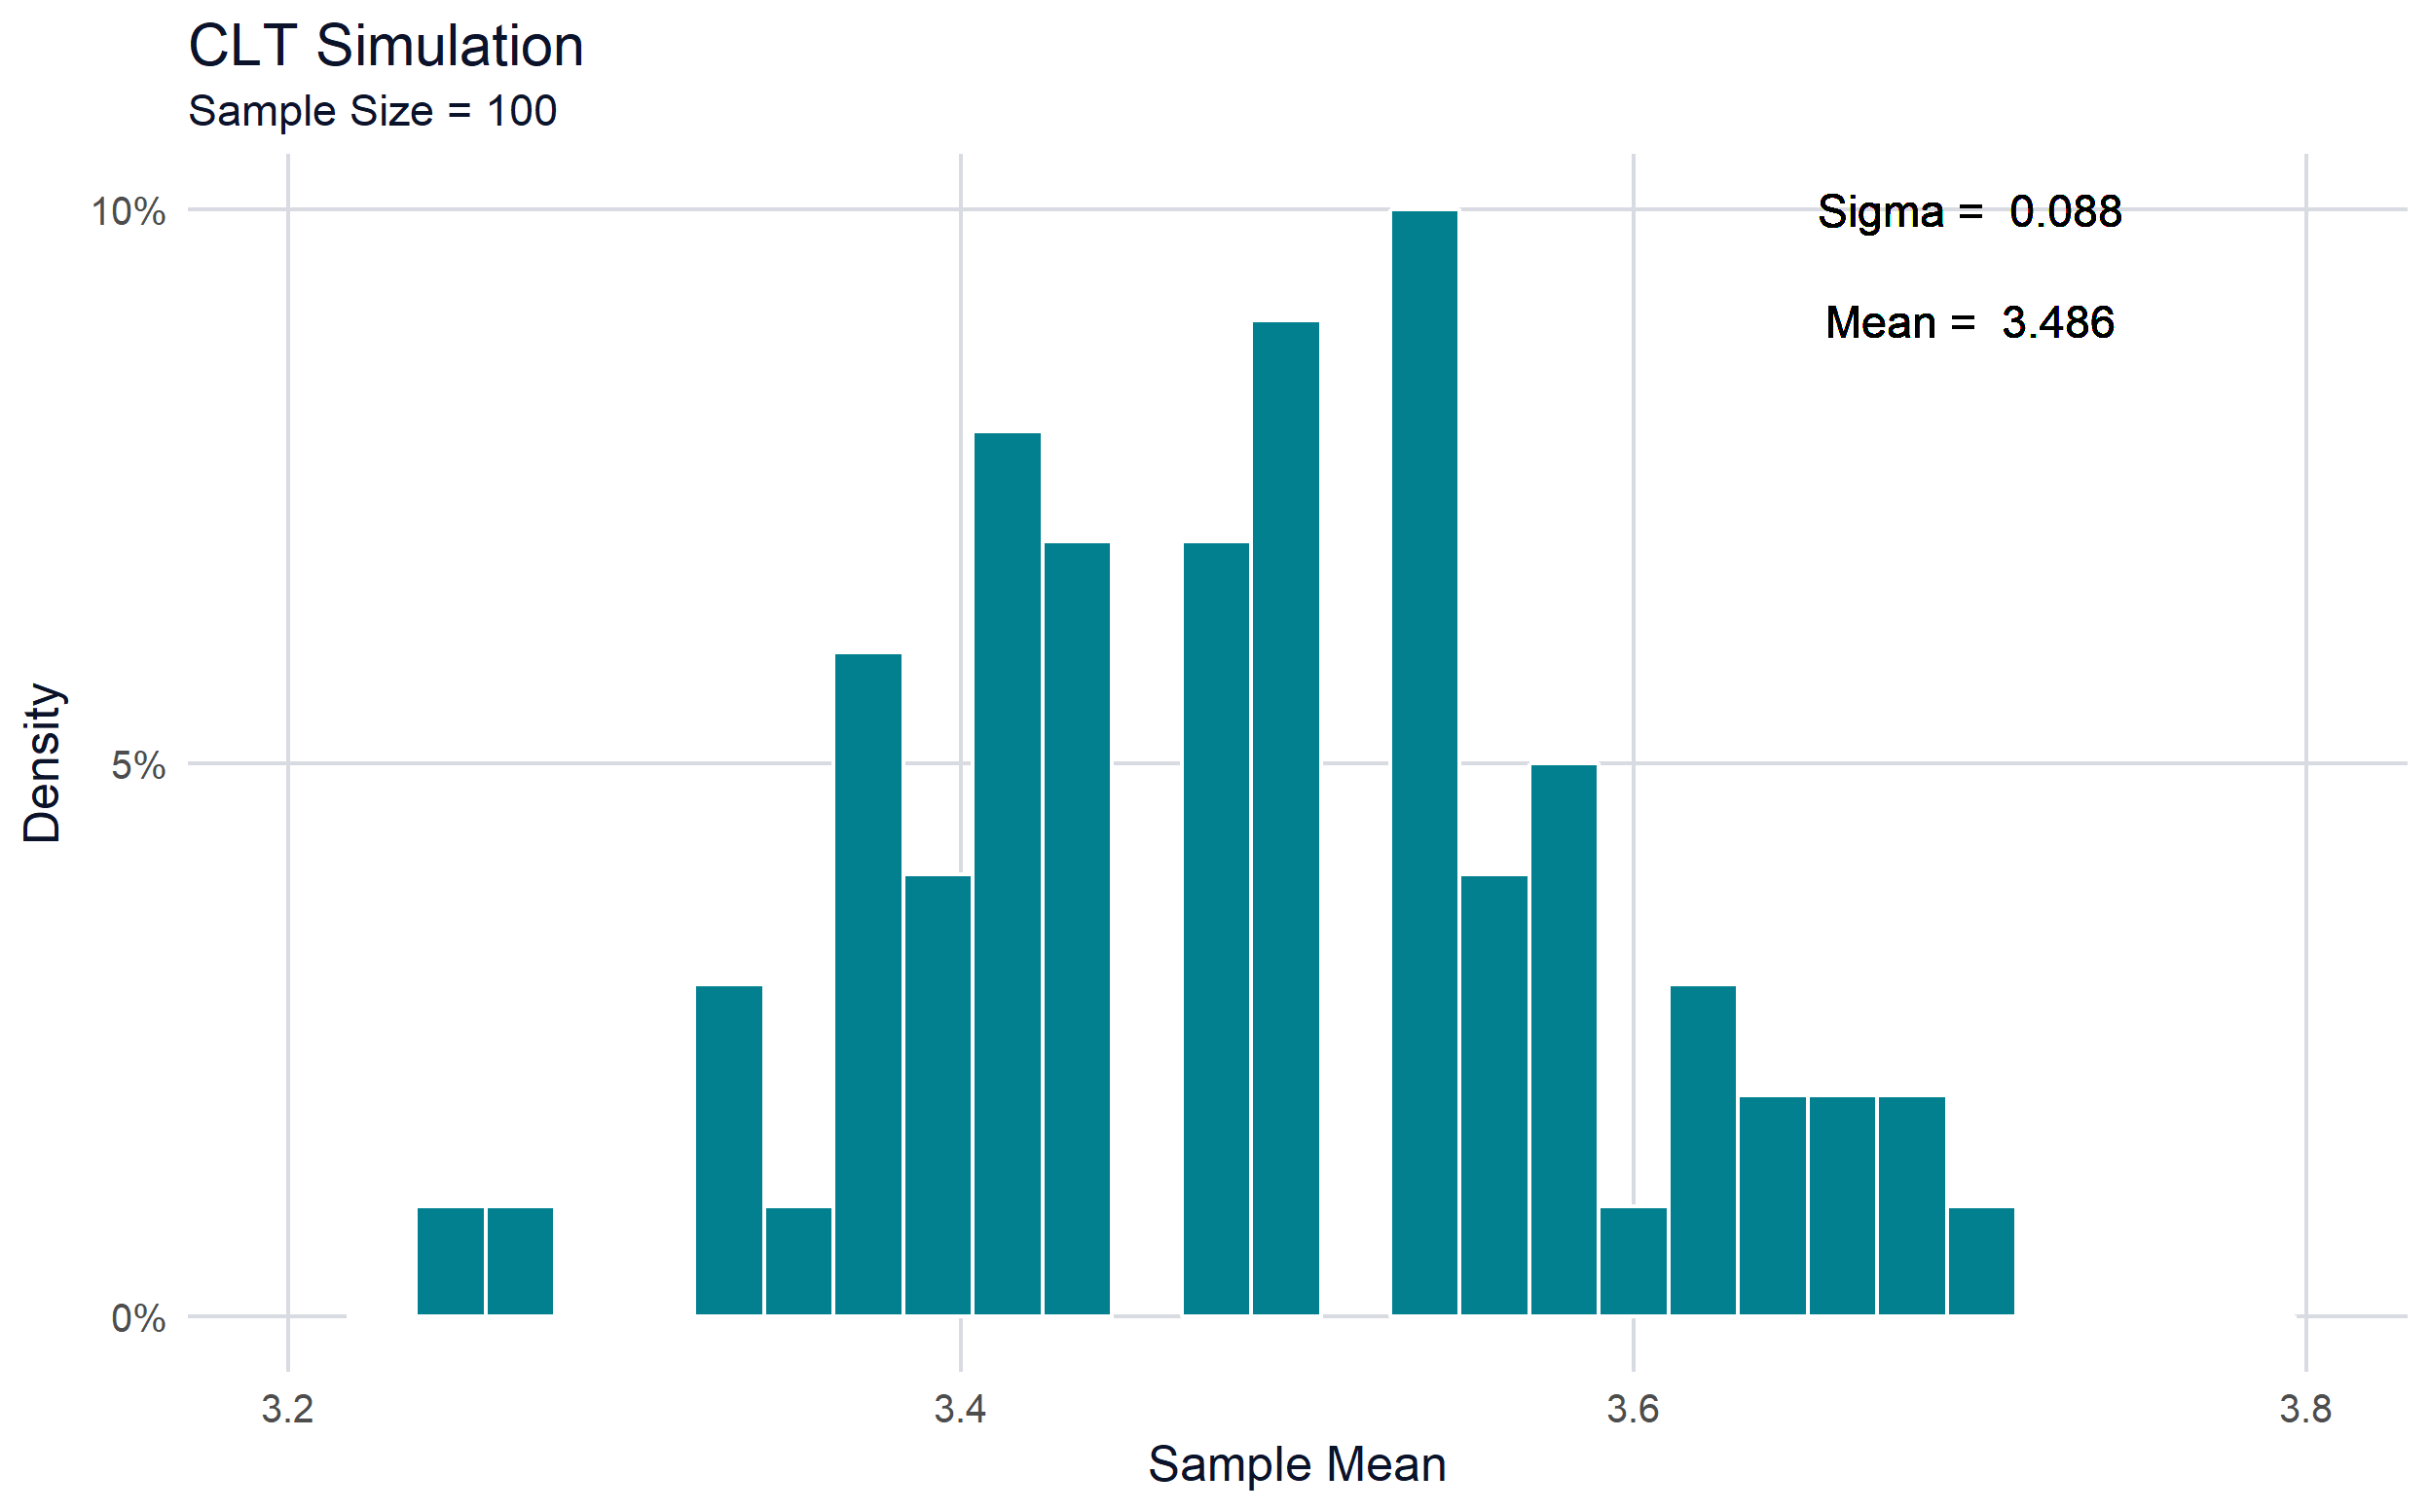 CLT Simulation
Sample Size = 100
10%
5%
0%
Density
Sigma =  0.088
Mean =  3.486
3.2
3.4
3.6
3.8
Sample Mean